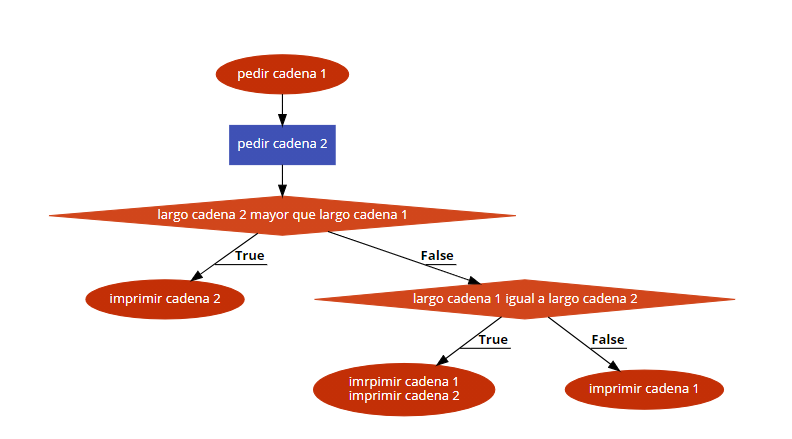 pedir cadena 1
pedir cadena 2
largo cadena 2 mayor que largo cadena 1
True
False
imprimir cadena 2
largo cadena 1 igual a largo cadena 2
True
False
imrpimir cadena 1
imprimir cadena 2
imprimir cadena 1